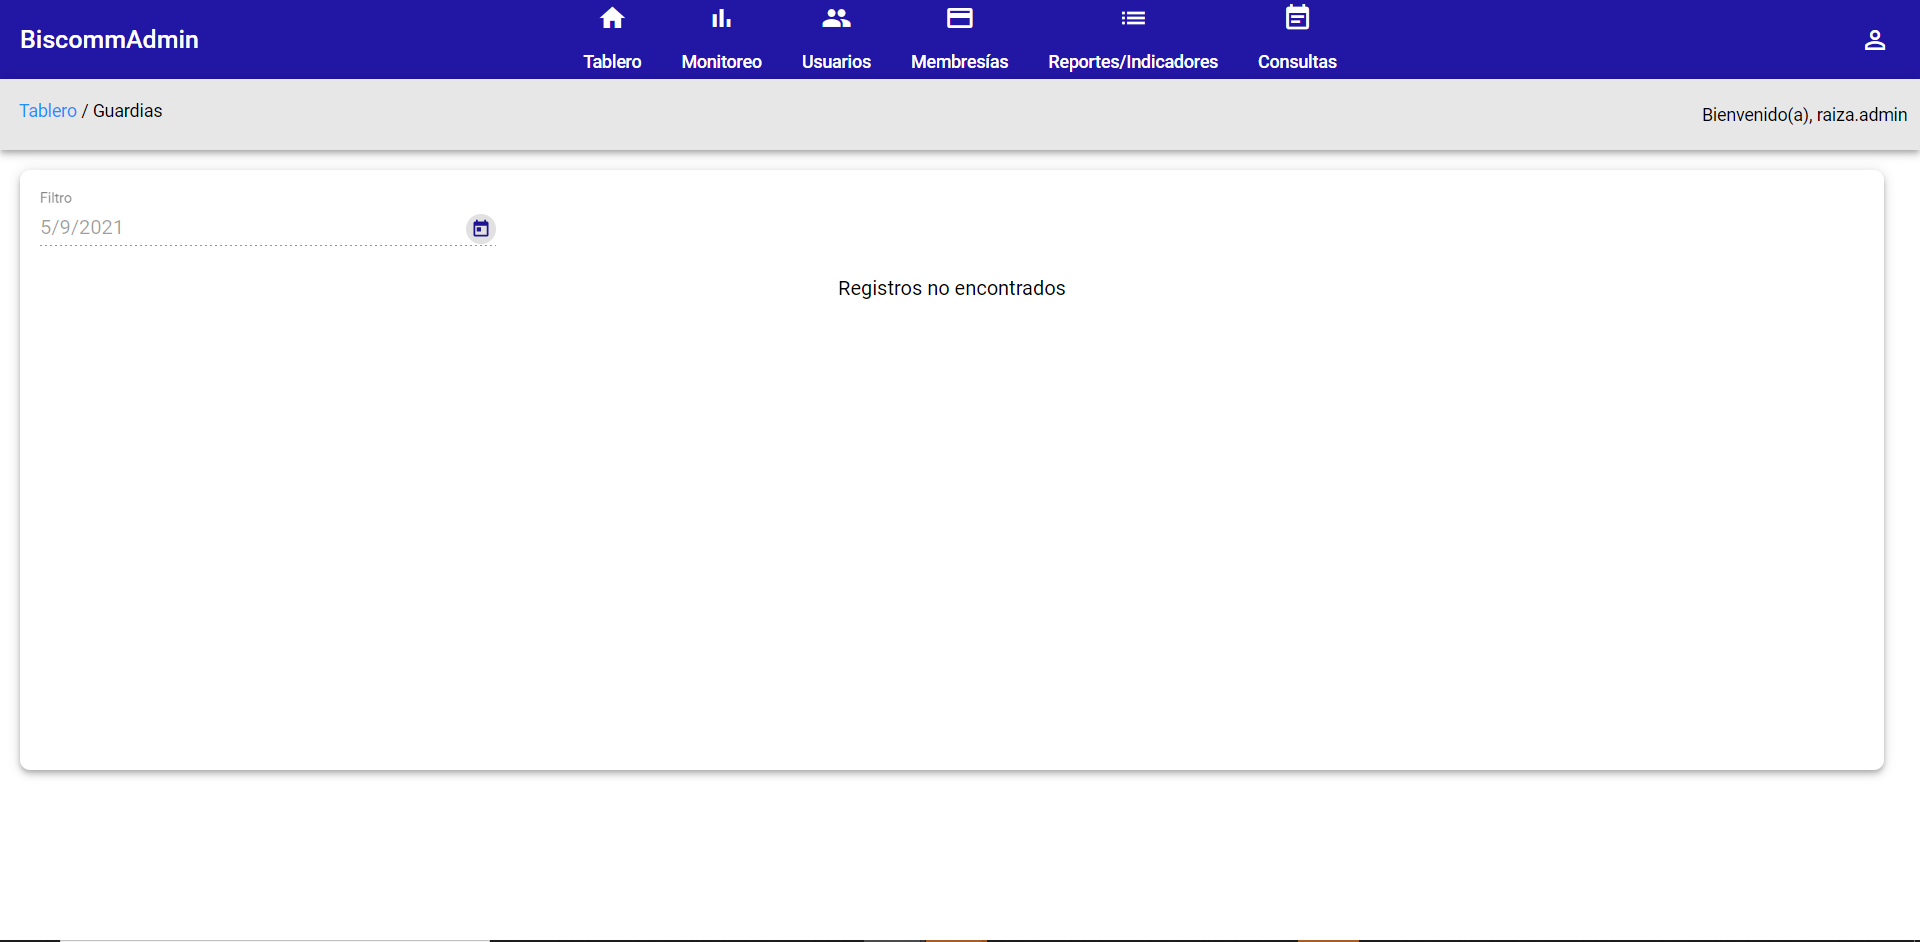 BiscommAdmin
Tablero
Monitoreo
Usuarios
Membresías
Reportes/Indicadores
Consultas
Tablero / Guardias
Bienvenido(a), raiza.admin
Filtro
5/9/2021
Registros no encontrados